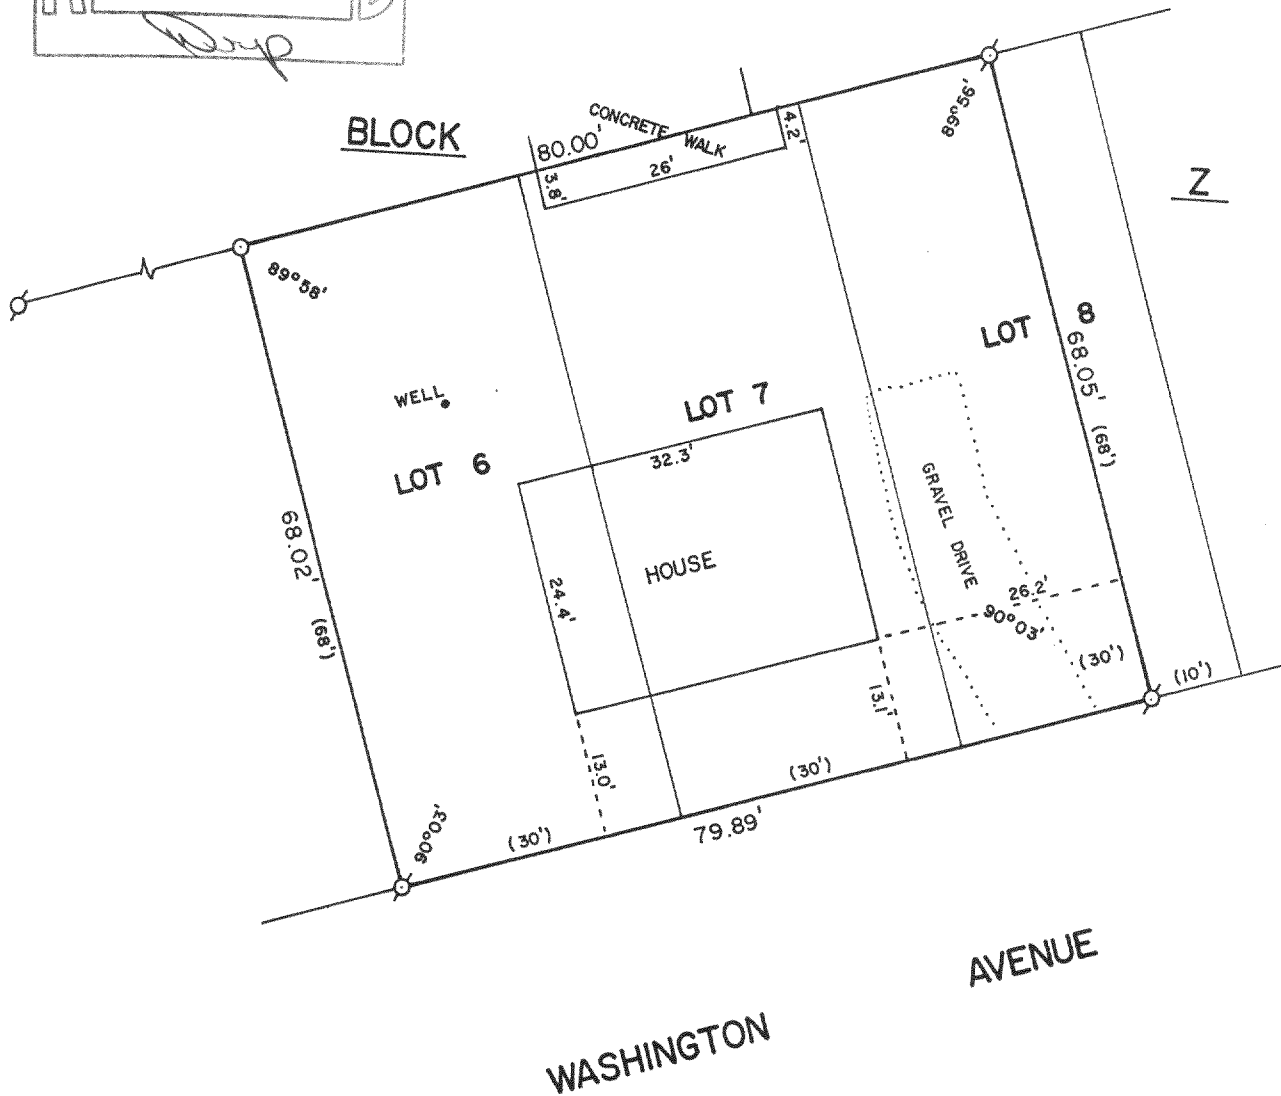 BLOCK
80.00'
CONCRETE WALK
4.2'
3.8'
26'
89°56'
Z
89°58'
WELL
LOT 6
LOT 7
LOT 8
68.05' (68')
32.3'
68.02' (68')
24.4'
HOUSE
GRAVEL DRIVE
26.2'
90°03'
(30')
(10')
13.1'
13.0'
(30')
90°03'
(30')
79.89'
WASHINGTON AVENUE